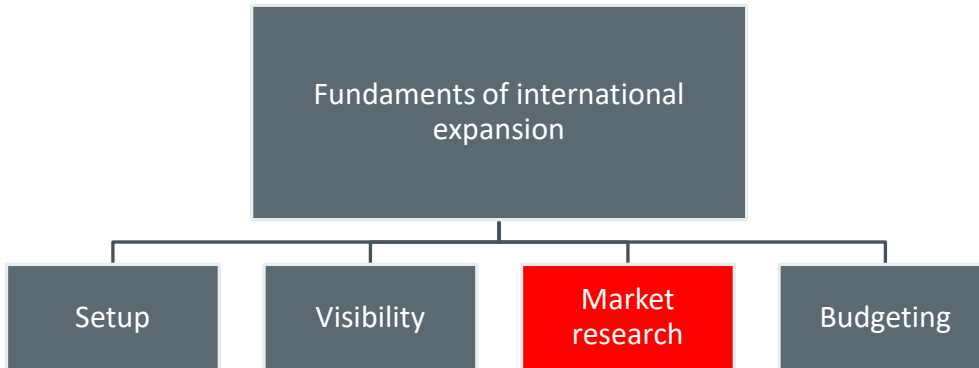 Fundaments of international
expansion
Setup
Visibility
Market
research
Budgeting